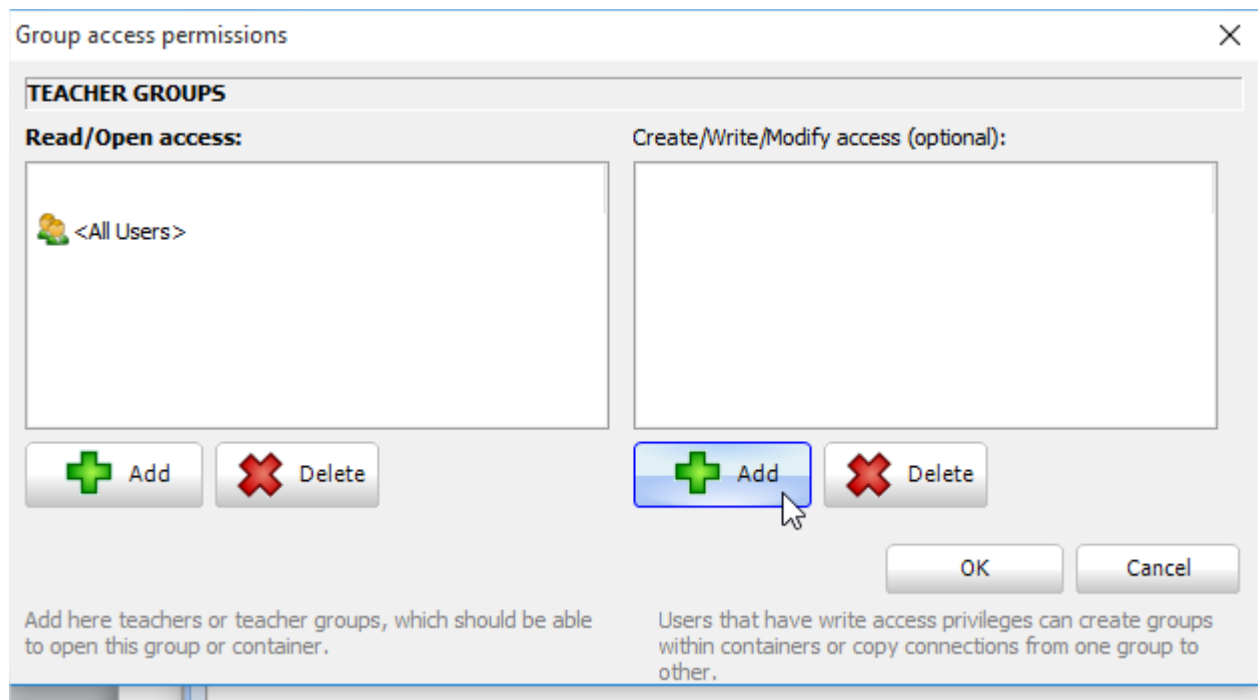 Group access permissions
TEACHER GROUPS
Read/Open access:
Create/Write/Modify access (optional):
<All Users>
Add
Delete
Add
Delete
OK
Cancel
Add here teachers or teacher groups, which should be able
to open this group or container.
Users that have write access privileges can create groups
within containers or copy connections from one group to
other.